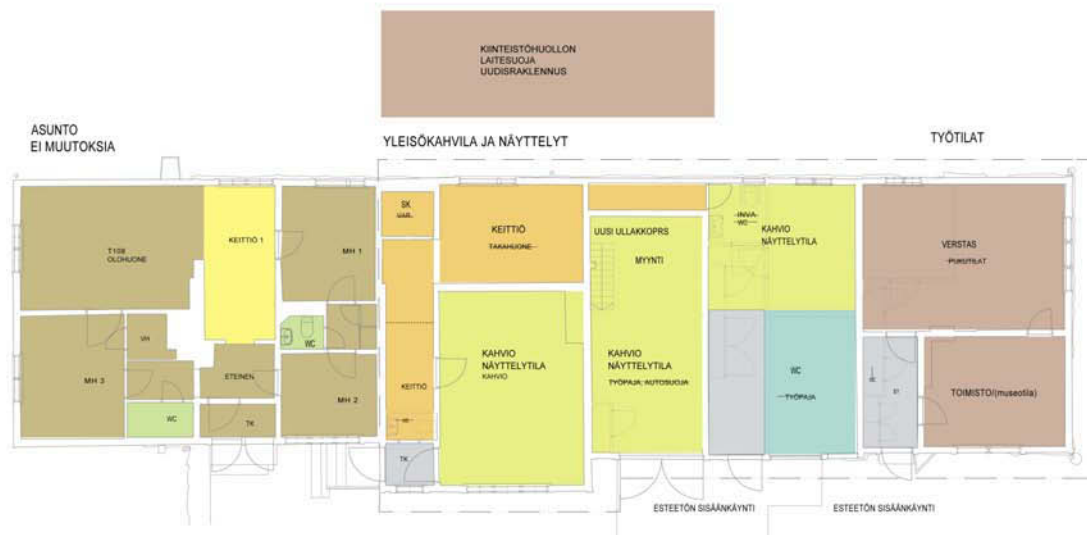 KIINTEISTÖHUOLLON
LAITESUOJA
UUDISRAKLENNUS
ASUNTO
EI MUUTOKSIA
YLEISÖKAHVILA JA NÄYTTELYT
TYÖTILAT
T108
OLOHUONE
KEITTIÖ 1
MH 1
SK
KEITTIÖ
TAKAHUONE
UUSI ULLAKKOPRS
MYYNTI
INVA
WC
KAHVIO
NÄYTTELYTILA
VERSTAS
PUKUTILAT
MH 3
VH
WC
ETEINEN
WC
TK
MH 2
KEITTIÖ
TK
KAHVIO
NÄYTTELYTILA
KAHVIO
KAHVIO
NÄYTTELYTILA
TYÖPAJA, AUTOSUOJA
WC
TYÖPAJA
ET
TOIMISTO/(museotila)
ESTEETÖN SISÄÄNKÄYNTI
ESTEETÖN SISÄÄNKÄYNTI